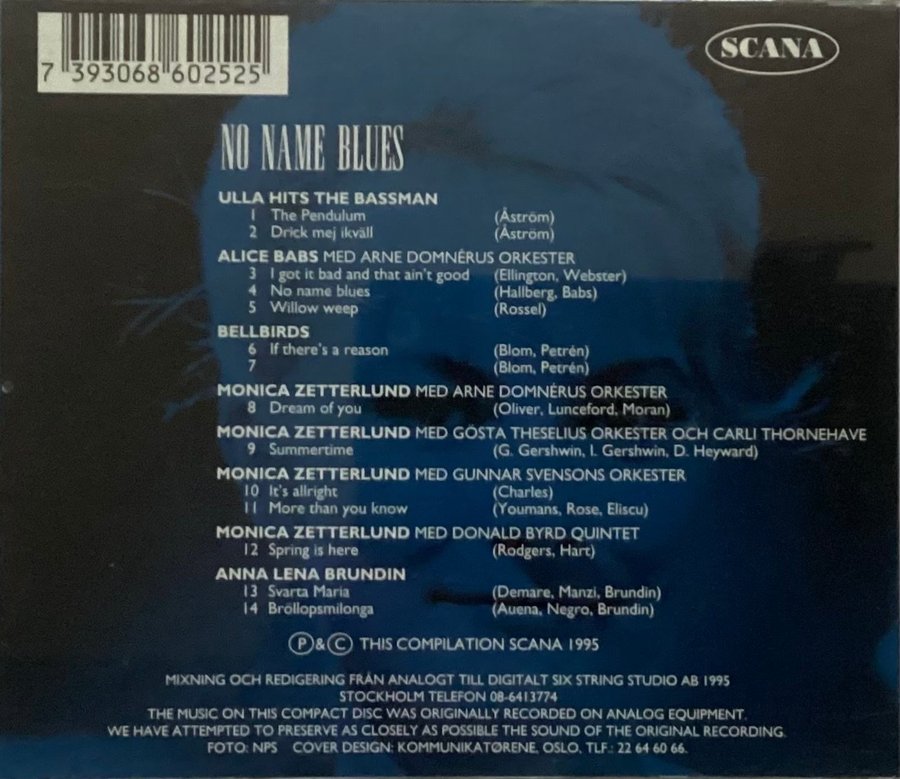 7 393068 602525
SCANA
NO NAME BLUES
ULLA HITS THE BASSMAN
1 The Pendulum (Åström)
2 Drick mej ikväll (Åström)
ALICE BABS MED ARNE DOMNÉRUS ORKESTER
3 I got it bad and that ain't good (Ellington, Webster)
4 No name blues (Hallberg, Babs)
5 Willow weep (Rossel)
BELLBIRDS
6 If there's a reason (Blom, Petrén)
7 (Blom, Petrén)
MONICA ZETTERLUND MED ARNE DOMNÉRUS ORKESTER
8 Dream of you (Oliver, Lunceford, Moran)
MONICA ZETTERLUND MED GÖSTA THESELIUS ORKESTER OCH CARLI THORNEHAVE
9 Summertime (G. Gershwin, I. Gershwin, D. Heyward)
MONICA ZETTERLUND MED GUNNAR SVENSONS ORKESTER
10 It's allright (Charles)
11 More than you know (Youmans, Rose, Eliscu)
MONICA ZETTERLUND MED DONALD BYRD QUINTET
12 Spring is here (Rodgers, Hart)
ANNA LENA BRUNDIN
13 Svarta Maria (Demare, Manzi, Brundin)
14 Bröllopsmilonga (Auena, Negro, Brundin)
Ⓟ&Ⓒ THIS COMPILATION SCANA 1995
MIXNING OCH REDIGERING FRÅN ANALOGT TILL DIGITALT SIX STRING STUDIO AB 1995
STOCKHOLM TELEFON 08-6413774
THE MUSIC ON THIS COMPACT DISC WAS ORIGINALLY RECORDED ON ANALOG EQUIPMENT.
WE HAVE ATTEMPTED TO PRESERVE AS CLOSELY AS POSSIBLE THE SOUND OF THE ORIGINAL RECORDING.
FOTO: NPS COVER DESIGN: KOMMUNIKATØRENE, OSLO, TLF.: 22 64 60 66.